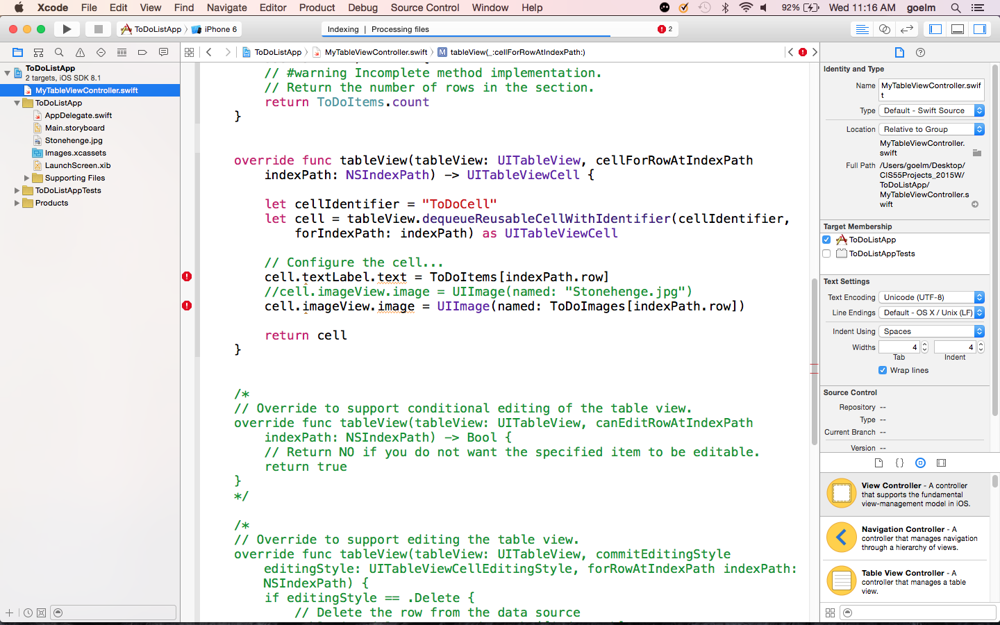 Xcode File Edit View Find Navigate Editor Product Debug Source Control Window Help 92% Wed 11:16 AM goelm
ToDoListApp iPhone 6 Indexing | Processing files 2
ToDoListApp MyTableViewController.swift M tableView(_:cellForRowAtIndexPath:)
ToDoListApp
2 targets, iOS SDK 8.1
MyTableViewController.swift
ToDoListApp
AppDelegate.swift
Main.storyboard
Stonehenge.jpg
Images.xcassets
LaunchScreen.xib
Supporting Files
ToDoListAppTests
Products
// #warning Incomplete method implementation.
// Return the number of rows in the section.
return ToDoItems.count
}
override func tableView(tableView: UITableView, cellForRowAtIndexPath
indexPath: NSIndexPath) -> UITableViewCell {
let cellIdentifier = "ToDoCell"
let cell = tableView.dequeueReusableCellWithIdentifier(cellIdentifier,
forIndexPath: indexPath) as UITableViewCell
// Configure the cell...
cell.textLabel.text = ToDoItems[indexPath.row]
//cell.imageView.image = UIImage(named: "Stonehenge.jpg")
cell.imageView.image = UIImage(named: ToDoImages[indexPath.row])
return cell
}
/*
// Override to support conditional editing of the table view.
override func tableView(tableView: UITableView, canEditRowAtIndexPath
indexPath: NSIndexPath) -> Bool {
// Return NO if you do not want the specified item to be editable.
return true
}
*/
/*
// Override to support editing the table view.
override func tableView(tableView: UITableView, commitEditingStyle
editingStyle: UITableViewCellEditingStyle, forRowAtIndexPath indexPath:
NSIndexPath) {
if editingStyle == .Delete {
// Delete the row from the data source
Identity and Type
Name MyTableViewController.swif
t
Type Default - Swift Source
Location Relative to Group
MyTableViewController.
swift
Full Path /Users/goelm/Desktop/
CIS55Projects_2015W/
ToDoListApp/
MyTableViewController.s
wift
Target Membership
ToDoListApp
ToDoListAppTests
Text Settings
Text Encoding Unicode (UTF-8)
Line Endings Default - OS X / Unix (LF)
Indent Using Spaces
Widths 4 4
Tab Indent
Wrap lines
Source Control
Repository --
Type --
Current Branch --
Version --
{}
View Controller - A controller
that supports the fundamental
view-management model in iOS.
Navigation Controller - A
controller that manages navigation
through a hierarchy of views.
Table View Controller - A
controller that manages a table
view.